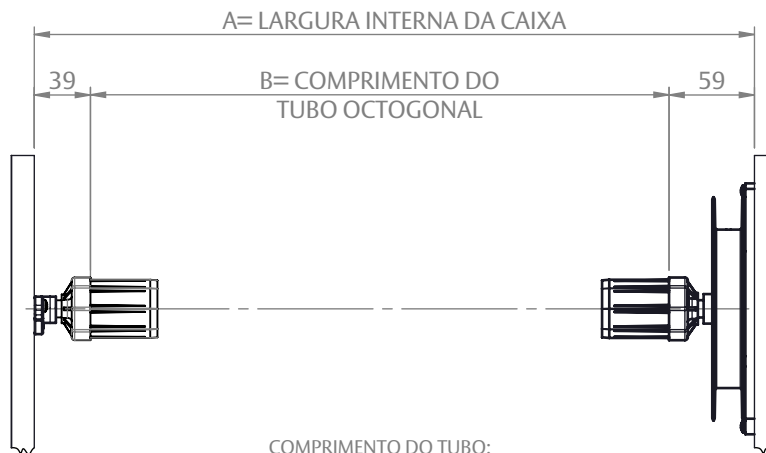 A= LARGURA INTERNA DA CAIXA
39
B= COMPRIMENTO DO
59
TUBO OCTOGONAL
COMPRIMENTO DO TUBO: